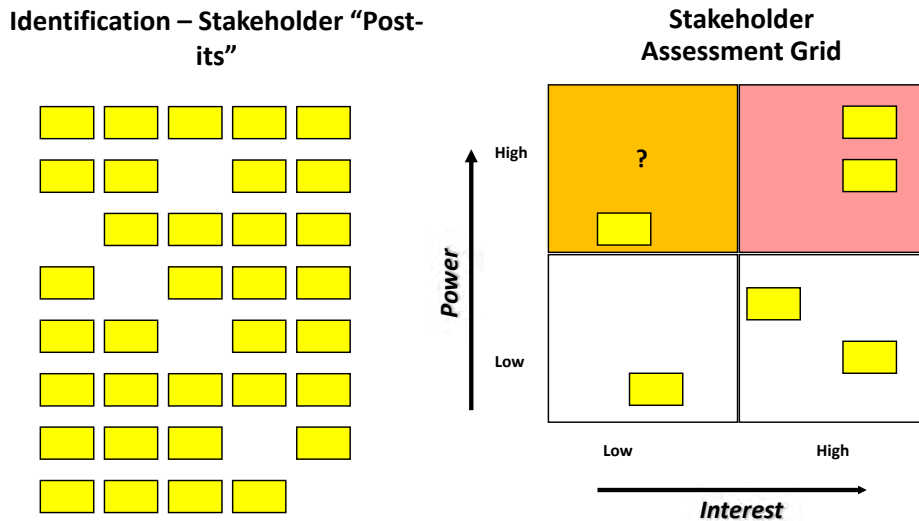 Identification – Stakeholder “Post-
its”
Stakeholder
Assessment Grid
High
?
Power
Low
Low
High
Interest